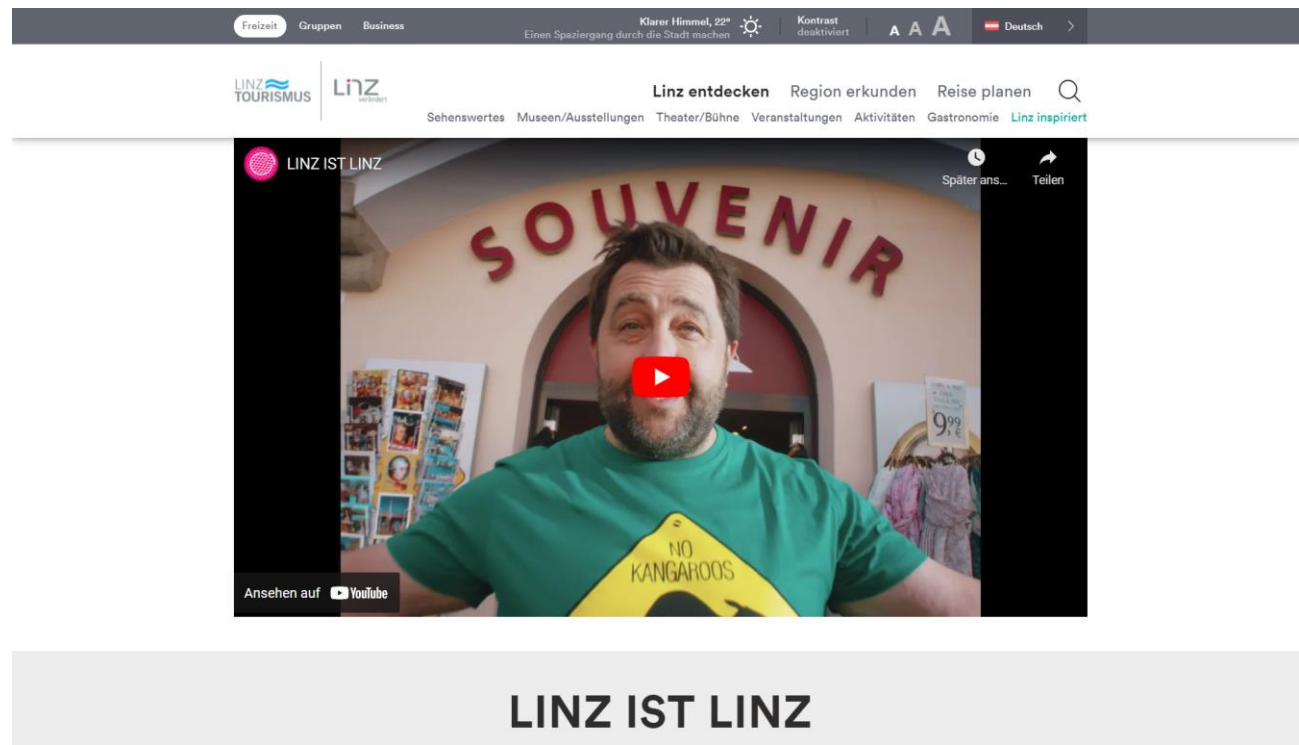 Freizeit Gruppen Business
Klarer Himmel, 22°
Einen Spaziergang durch die Stadt machen
Kontrast
deaktiviert
A A A
Deutsch
LINZ
TOURISMUS
Linz
verändert
Linz entdecken Region erkunden Reise planen
Sehenswertes Museen/Ausstellungen Theater/Bühne Veranstaltungen Aktivitäten Gastronomie Linz inspiriert
LINZ IST LINZ
Später ans...
Teilen
SOUVENIR
9,99
€
NO
KANGAROOS
Ansehen auf YouTube
LINZ IST LINZ